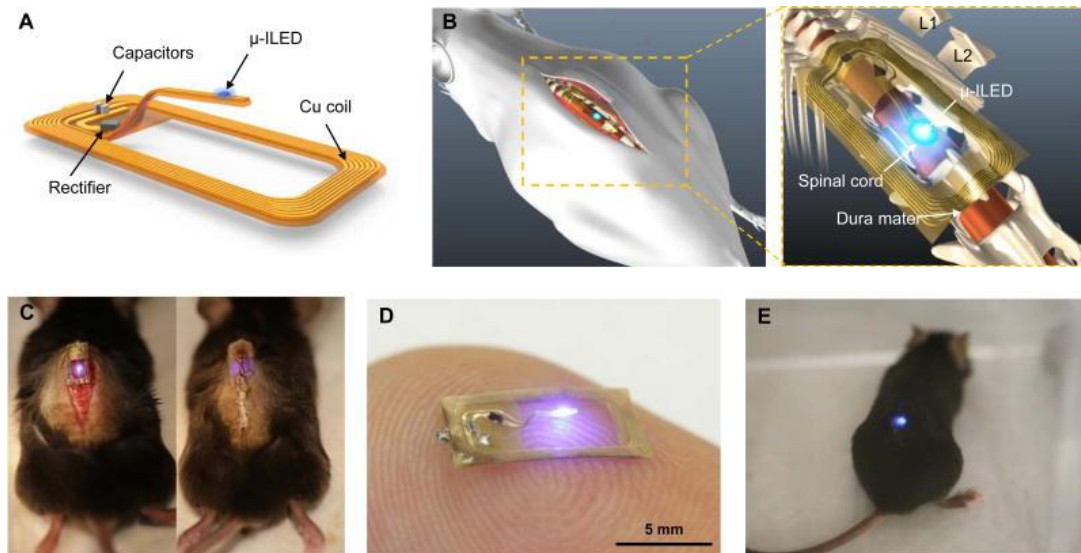 A
Capacitors
μ-ILED
Cu coil
Rectifier
B
L1
L2
μ-ILED
Spinal cord
Dura mater
C
D
5 mm
E